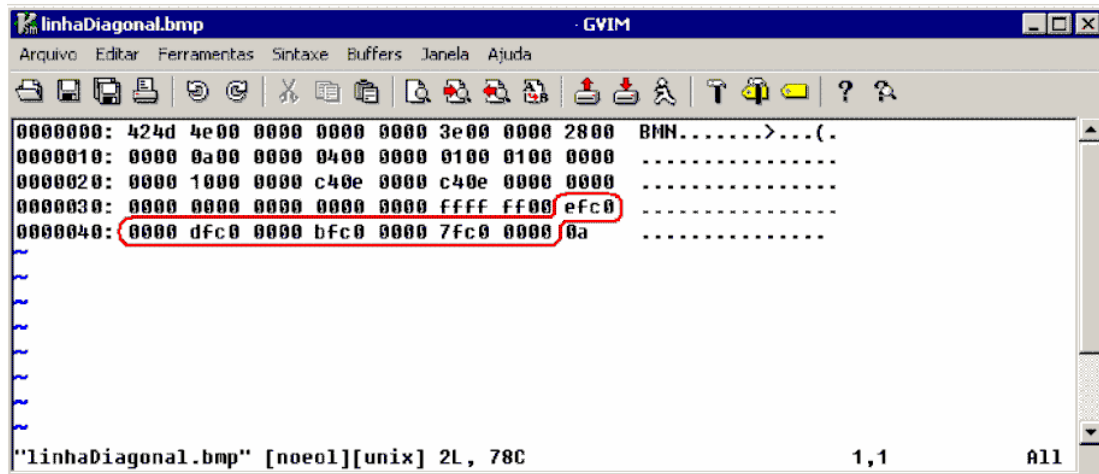 linhaDiagonal.bmp - GVIM
Arquivo Editar Ferramentas Sintaxe Buffers Janela Ajuda
0000000: 424d 4e00 0000 0000 0000 3e00 0000 2800 BMN.......>...(.
0000010: 0000 0a00 0000 0400 0000 0100 0100 0000 ................
0000020: 0000 1000 0000 c40e 0000 c40e 0000 0000 ................
0000030: 0000 0000 0000 0000 0000 ffff ff00 efc0 ................
0000040: 0000 dfc0 0000 bfc0 0000 7fc0 0000 0a ...............
~
~
~
~
~
~
~
~
"linhaDiagonal.bmp" [noeol][unix] 2L, 78C 1,1 All